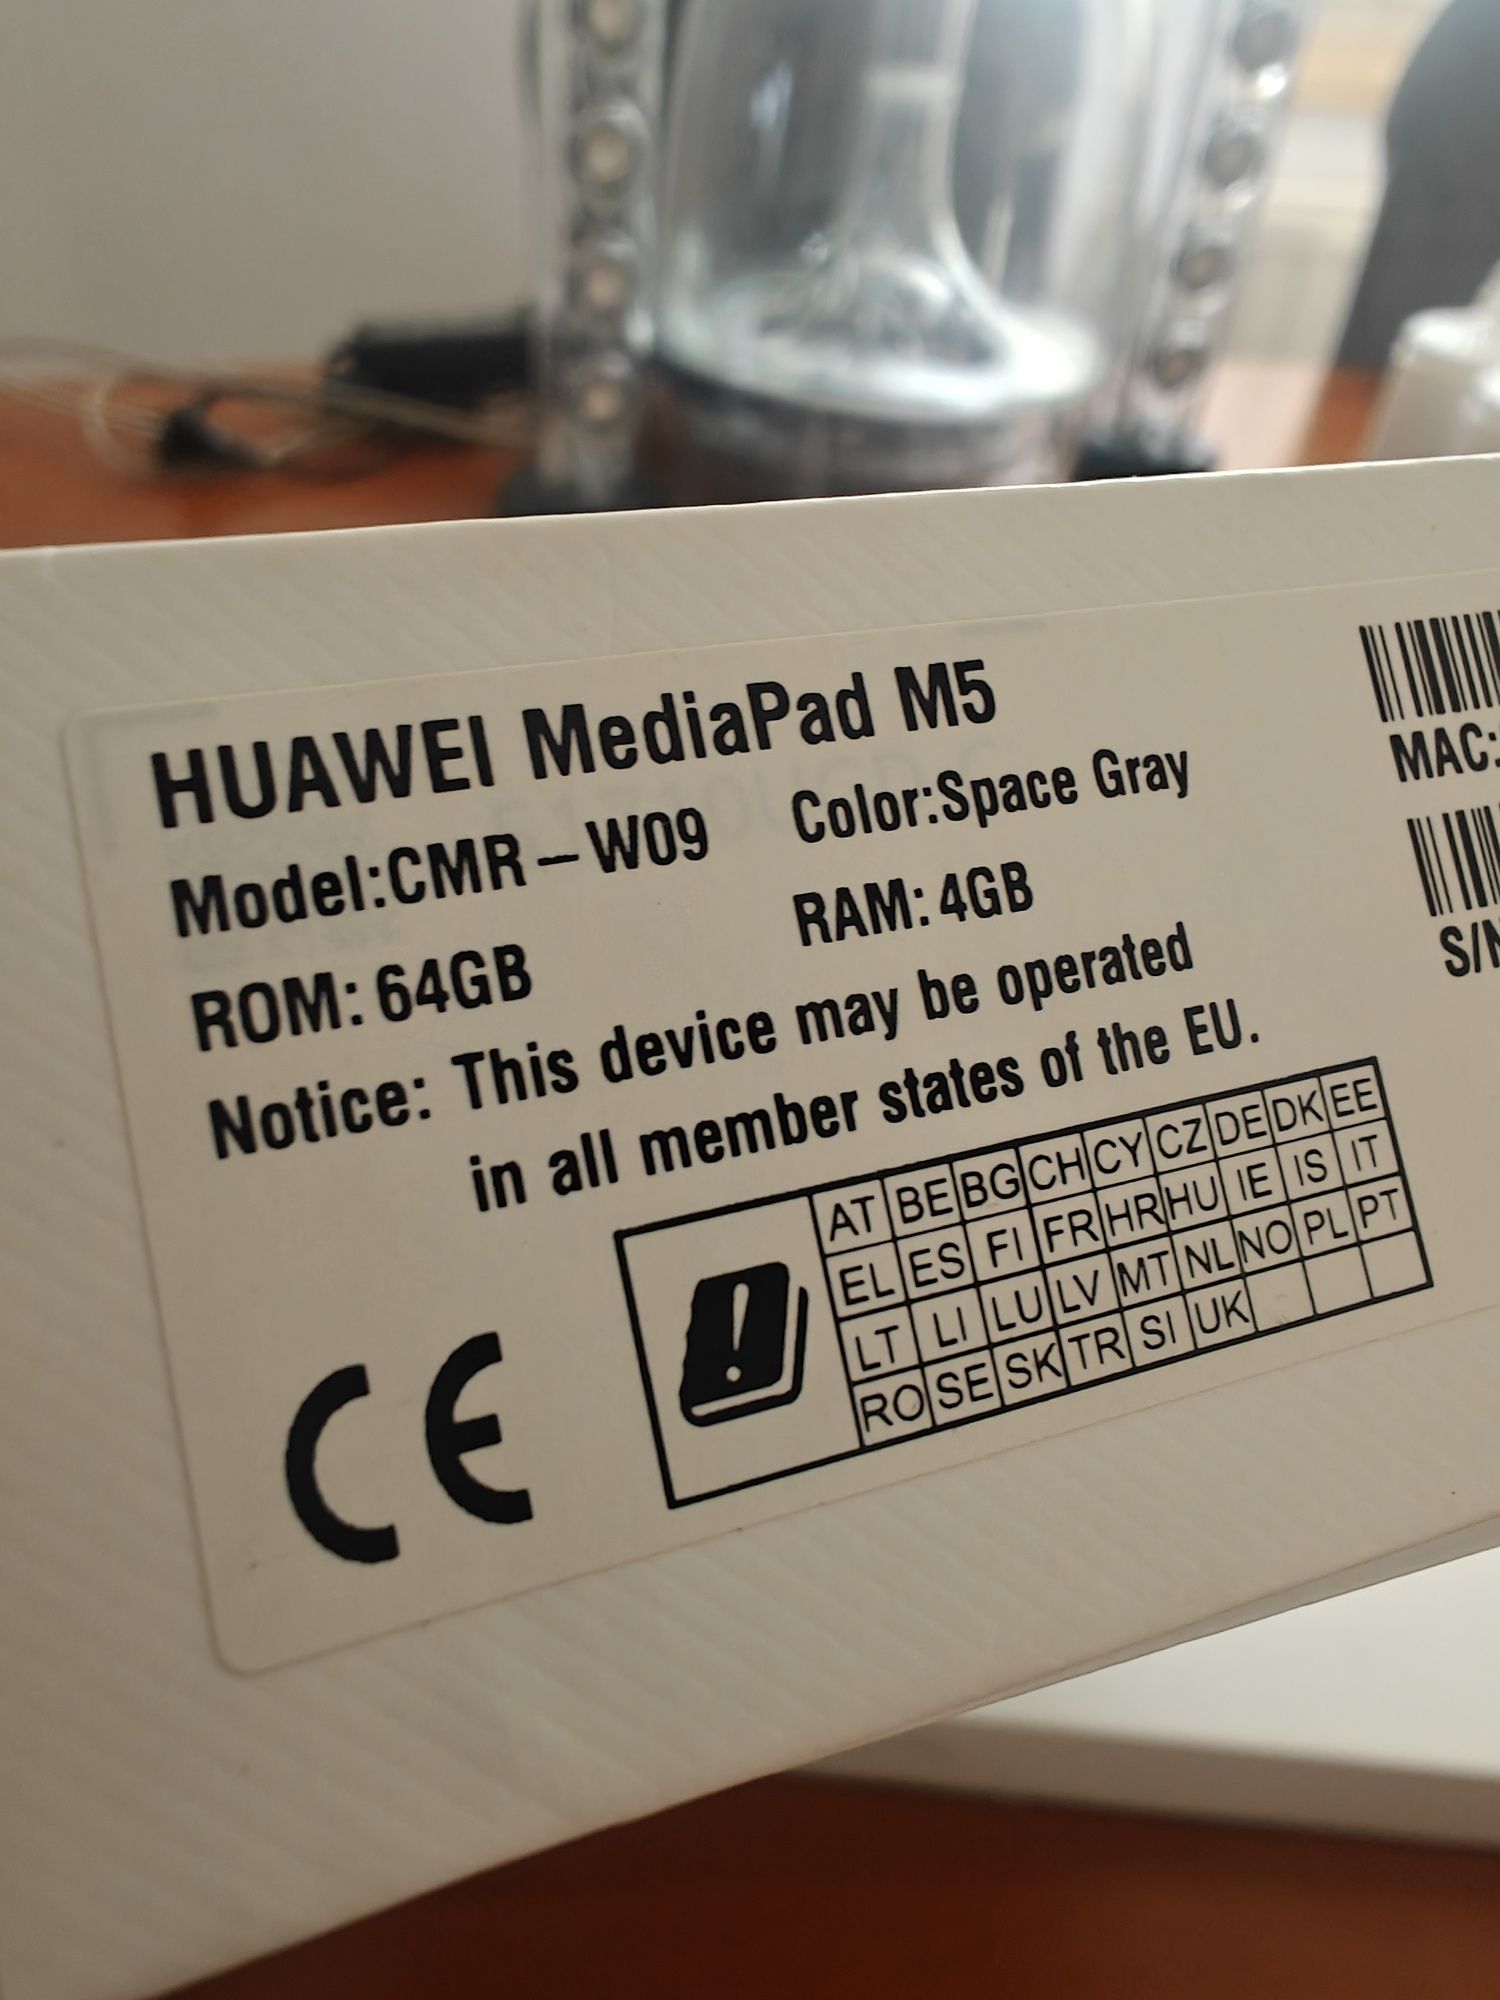 HUAWEI MediaPad M5
Model:CMR-W09 Color:Space Gray
ROM: 64GB RAM: 4GB
Notice: This device may be operated
in all member states of the EU.
AT BE BG CH CY CZ DE DK EE
EL ES FI FR HR HU IE IS IT
LT LI LU LV MT NL NO PL PT
RO SE SK TR SI UK
CE
MAC:
S/N